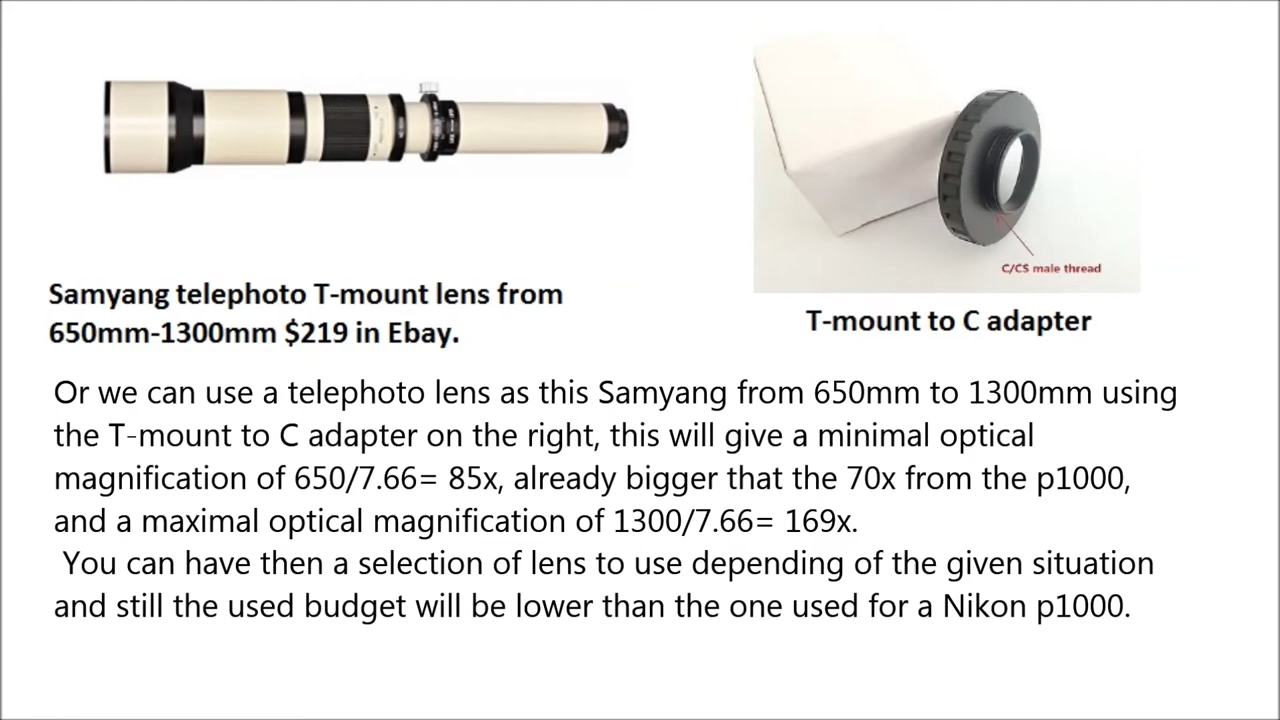 C/CS male thread
Samyang telephoto T-mount lens from
650mm-1300mm $219 in Ebay.
T-mount to C adapter
Or we can use a telephoto lens as this Samyang from 650mm to 1300mm using
the T-mount to C adapter on the right, this will give a minimal optical
magnification of 650/7.66= 85x, already bigger that the 70x from the p1000,
and a maximal optical magnification of 1300/7.66= 169x.
You can have then a selection of lens to use depending of the given situation
and still the used budget will be lower than the one used for a Nikon p1000.